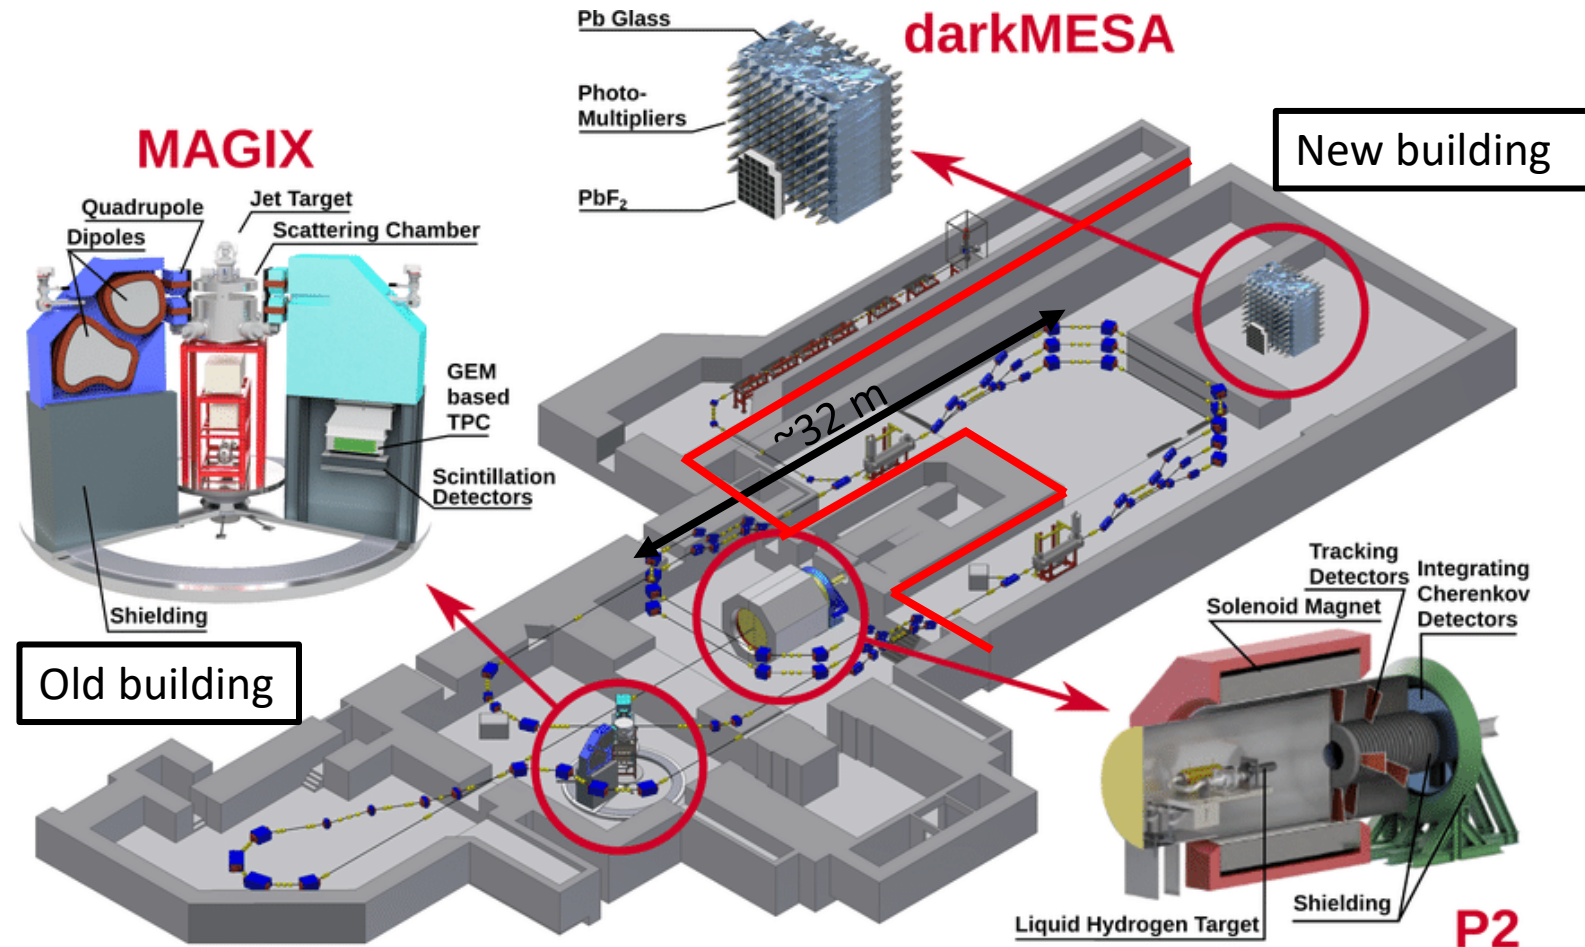 darkMESA
Pb Glass
Photo-
Multipliers
PbF₂
New building
MAGIX
Quadrupole
Dipoles
Jet Target
Scattering Chamber
GEM
based
TPC
Scintillation
Detectors
Shielding
~32 m
Old building
Tracking
Detectors
Integrating
Cherenkov
Detectors
Solenoid Magnet
Liquid Hydrogen Target
Shielding
P2